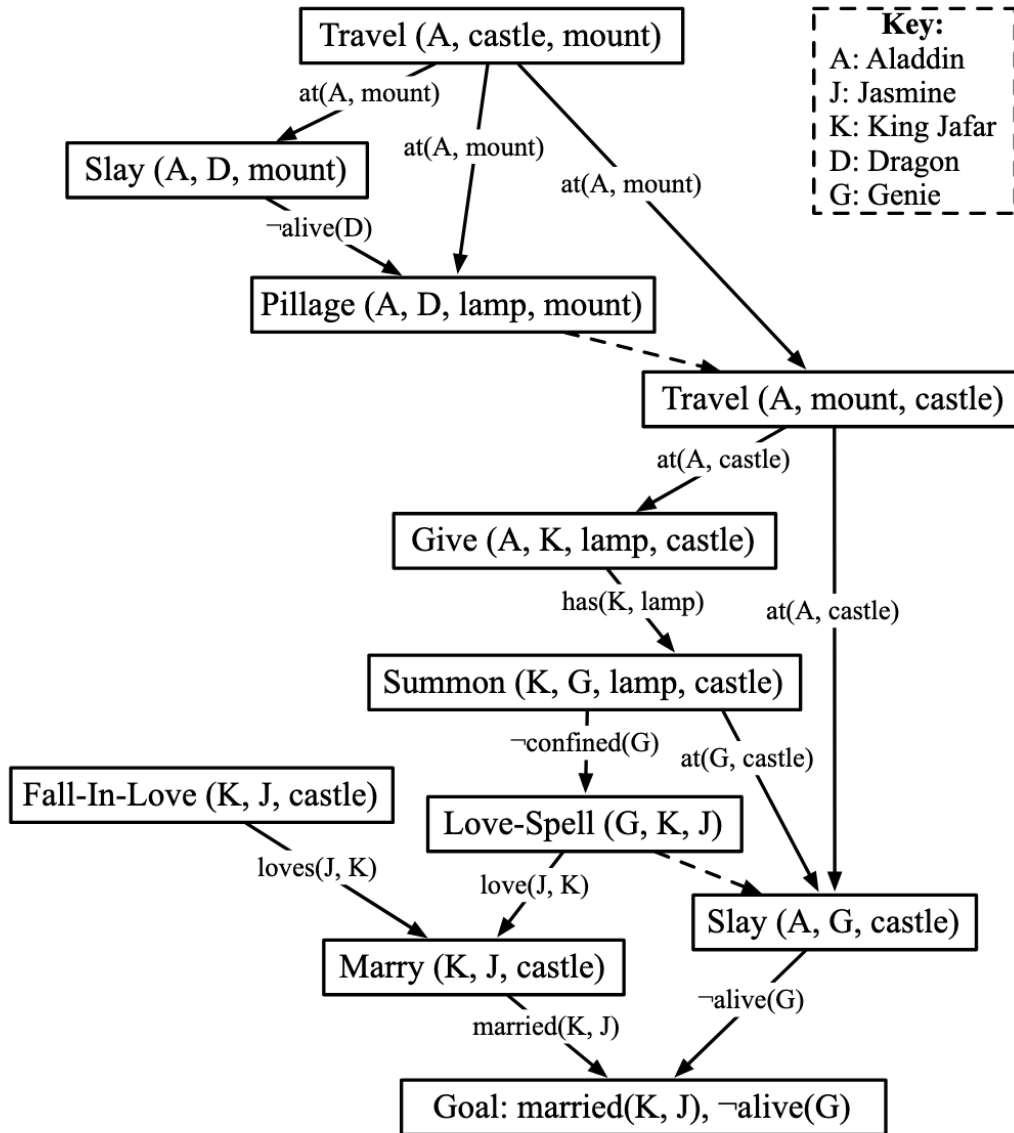 Travel (A, castle, mount)
Key:
A: Aladdin
J: Jasmine
K: King Jafar
D: Dragon
G: Genie
at(A, mount)
at(A, mount)
at(A, mount)
Slay (A, D, mount)
¬alive(D)
Pillage (A, D, lamp, mount)
Travel (A, mount, castle)
at(A, castle)
Give (A, K, lamp, castle)
has(K, lamp)
at(A, castle)
Summon (K, G, lamp, castle)
¬confined(G)
at(G, castle)
Fall-In-Love (K, J, castle)
Love-Spell (G, K, J)
loves(J, K)
love(J, K)
Slay (A, G, castle)
Marry (K, J, castle)
¬alive(G)
married(K, J)
Goal: married(K, J), ¬alive(G)